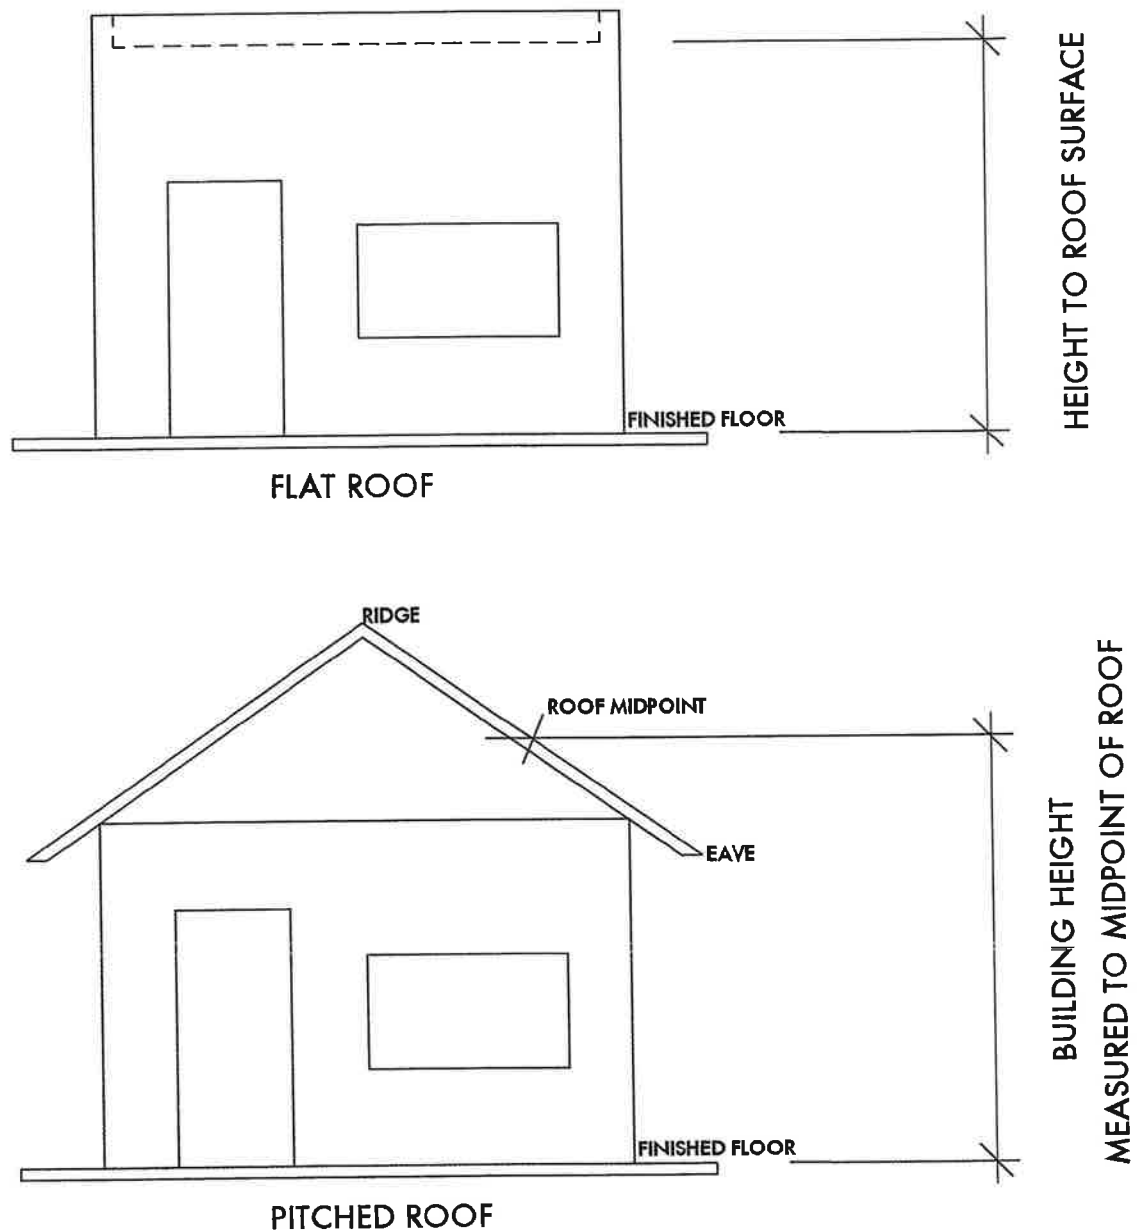 HEIGHT TO ROOF SURFACE
FINISHED FLOOR
FLAT ROOF
RIDGE
ROOF MIDPOINT
EAVE
BUILDING HEIGHT
MEASURED TO MIDPOINT OF ROOF
FINISHED FLOOR
PITCHED ROOF